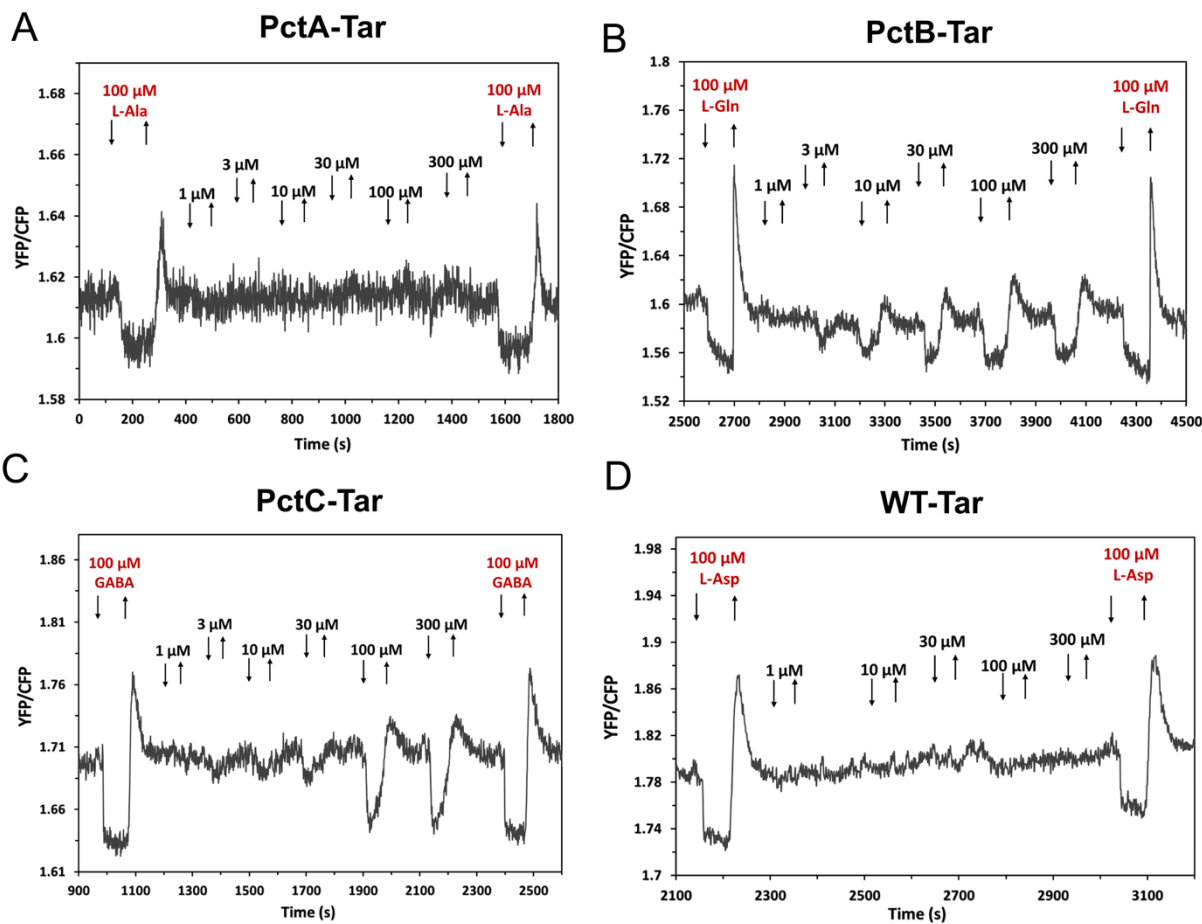 A
PctA-Tar
1.68
1.66
1.64
1.62
1.6
1.58
YFP/CFP
100 µM
L-Ala
1 µM
3 µM
10 µM
30 µM
100 µM
300 µM
100 µM
L-Ala
0
200
400
600
800
1000
1200
1400
1600
1800
Time (s)
B
PctB-Tar
1.8
1.76
1.72
1.68
1.64
1.6
1.56
1.52
YFP/CFP
100 µM
L-Gln
1 µM
3 µM
10 µM
30 µM
100 µM
300 µM
100 µM
L-Gln
2500
2700
2900
3100
3300
3500
3700
3900
4100
4300
4500
Time (s)
C
PctC-Tar
1.86
1.81
1.76
1.71
1.66
1.61
YFP/CFP
100 µM
GABA
1 µM
3 µM
10 µM
30 µM
100 µM
300 µM
100 µM
GABA
900
1100
1300
1500
1700
1900
2100
2300
2500
Time (s)
D
WT-Tar
1.98
1.94
1.9
1.86
1.82
1.78
1.74
1.7
YFP/CFP
100 µM
L-Asp
1 µM
10 µM
30 µM
100 µM
300 µM
100 µM
L-Asp
2100
2300
2500
2700
2900
3100
Time (s)